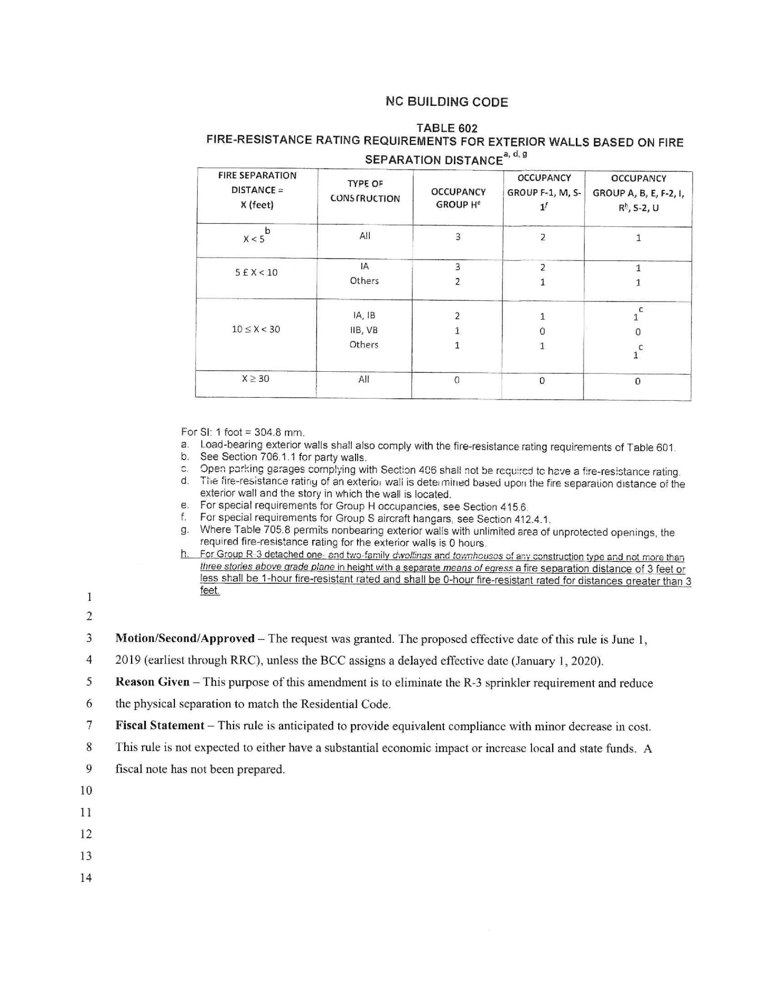 NC BUILDING CODE
TABLE 602
FIRE-RESISTANCE RATING REQUIREMENTS FOR EXTERIOR WALLS BASED ON FIRE
SEPARATION DISTANCE a, d, g
FIRE SEPARATION DISTANCE = X (feet) | TYPE OF CONSTRUCTION | OCCUPANCY GROUP H e | OCCUPANCY GROUP F-1, M, S-1 f | OCCUPANCY GROUP A, B, E, F-2, I, R h, S-2, U
X < 5 b | All | 3 | 2 | 1
5 £ X < 10 | IA | 3 | 2 | 1
Others | 2 | 1 | 1
10 ≤ X < 30 | IA, IB | 2 | 1 | 1 c
IIB, VB | 1 | 0 | 0
Others | 1 | 1 | 1 c
X ≥ 30 | All | 0 | 0 | 0
For SI: 1 foot = 304.8 mm.
a. Load-bearing exterior walls shall also comply with the fire-resistance rating requirements of Table 601.
b. See Section 706.1.1 for party walls.
c. Open parking garages complying with Section 406 shall not be required to have a fire-resistance rating.
d. The fire-resistance rating of an exterior wall is determined based upon the fire separation distance of the
exterior wall and the story in which the wall is located.
e. For special requirements for Group H occupancies, see Section 415.6.
f. For special requirements for Group S aircraft hangars, see Section 412.4.1.
g. Where Table 705.8 permits nonbearing exterior walls with unlimited area of unprotected openings, the
required fire-resistance rating for the exterior walls is 0 hours.
h. For Group R-3 detached one- and two-family dwellings and townhouses of any construction type and not more than
three stories above grade plane in height with a separate means of egress a fire separation distance of 3 feet or
less shall be 1-hour fire-resistant rated and shall be 0-hour fire-resistant rated for distances greater than 3
feet.
1
2
3 Motion/Second/Approved – The request was granted. The proposed effective date of this rule is June 1,
4 2019 (earliest through RRC), unless the BCC assigns a delayed effective date (January 1, 2020).
5 Reason Given – This purpose of this amendment is to eliminate the R-3 sprinkler requirement and reduce
6 the physical separation to match the Residential Code.
7 Fiscal Statement – This rule is anticipated to provide equivalent compliance with minor decrease in cost.
8 This rule is not expected to either have a substantial economic impact or increase local and state funds. A
9 fiscal note has not been prepared.
10
11
12
13
14